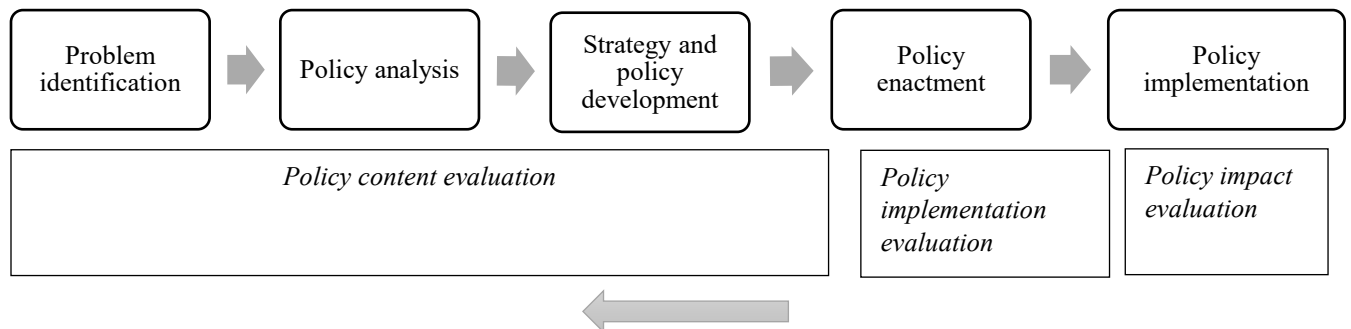 Problem
identification
Policy analysis
Strategy and
policy
development
Policy
enactment
Policy
implementation
Policy content evaluation
Policy
implementation
evaluation
Policy impact
evaluation